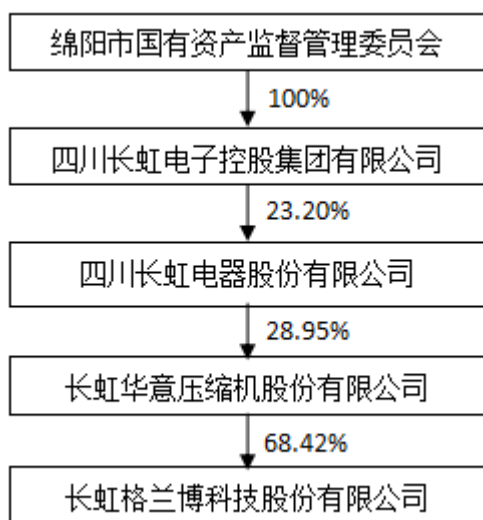 绵阳市国有资产监督管理委员会
100%
四川长虹电子控股集团有限公司
23.20%
四川长虹电器股份有限公司
28.95%
长虹华意压缩机股份有限公司
68.42%
长虹格兰博科技股份有限公司